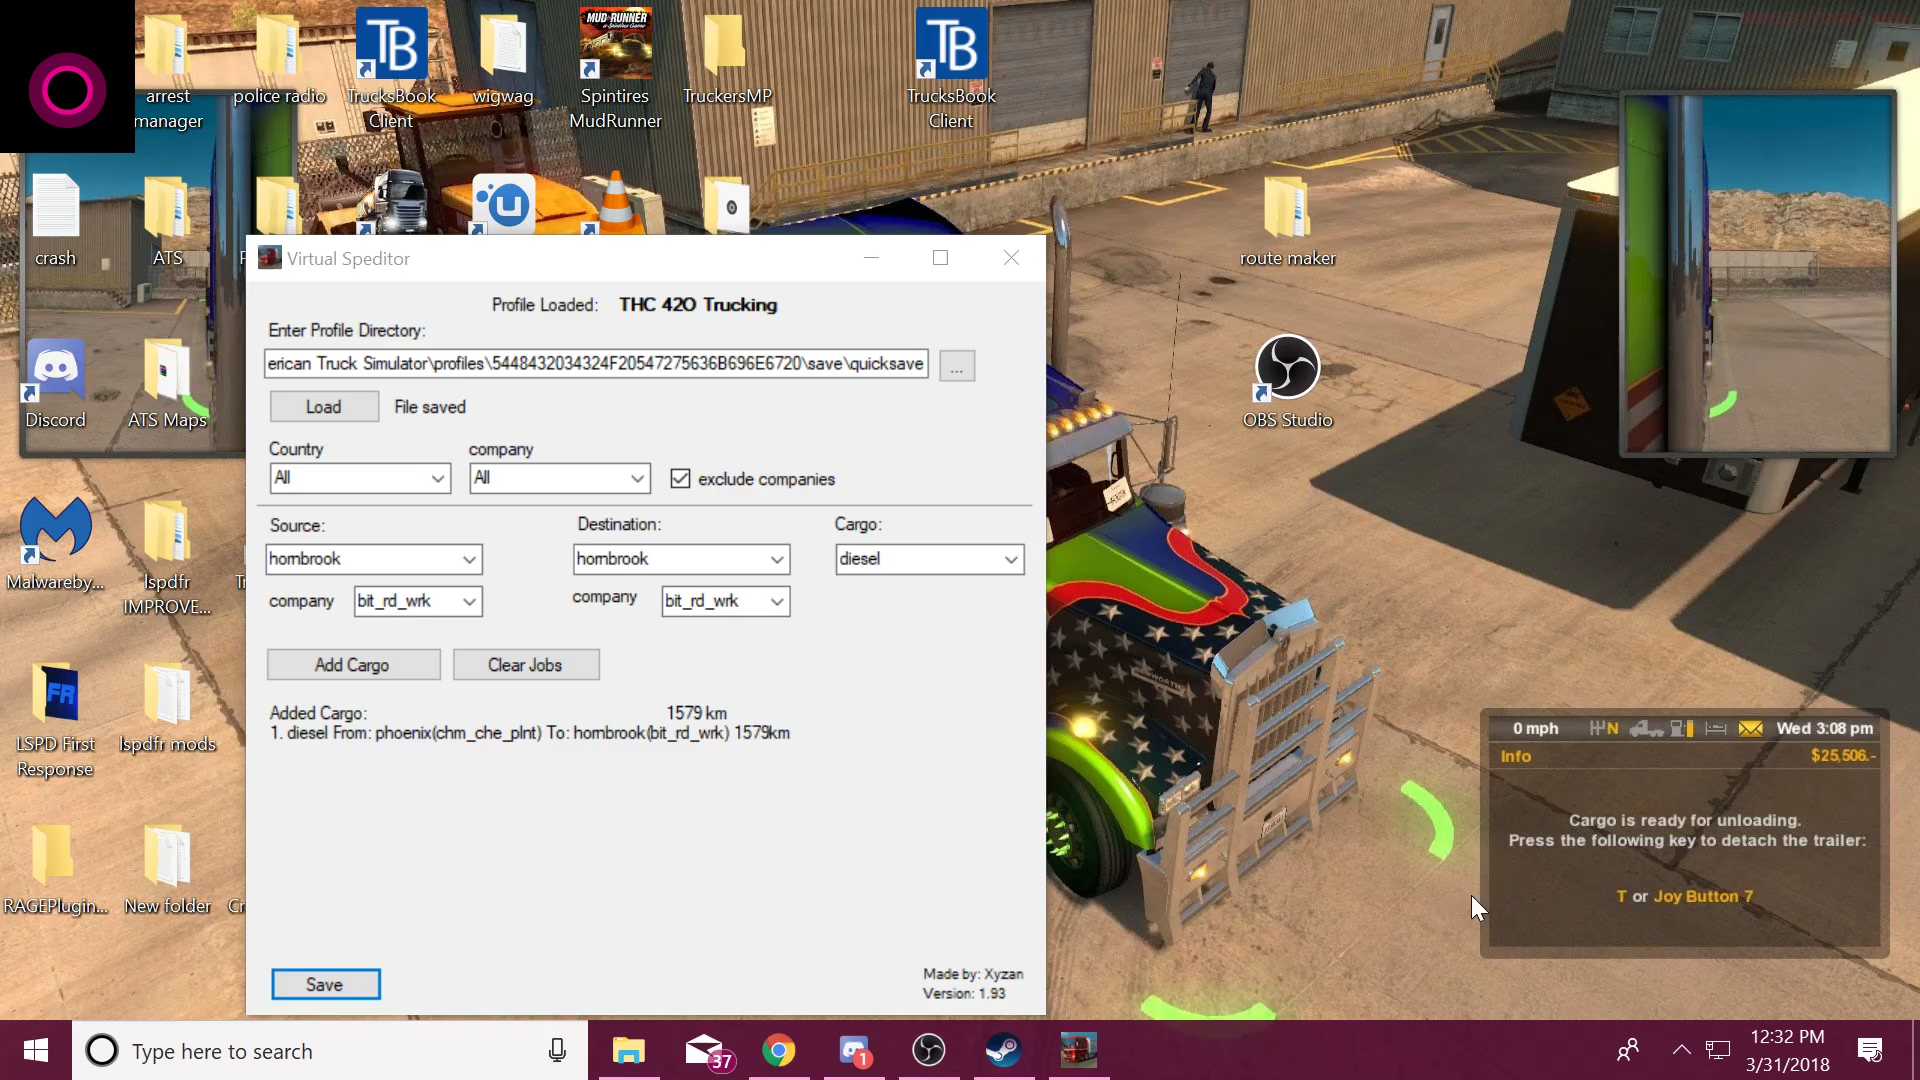 arrest
manager
police radio
TrucksBook
Client
wigwag
MUD RUNNER
Spintires
MudRunner
TruckersMP
TB
TrucksBook
Client
crash
ATS
route maker
Discord
ATS Maps
OBS Studio
Malwareby...
lspdfr
IMPROVE...
FR
LSPD First
Response
lspdfr mods
RAGEPlugin...
New folder
Virtual Speditor
Profile Loaded: THC 42O Trucking
Enter Profile Directory:
erican Truck Simulator\profiles\5448432034324F20547275636B696E6720\save\quicksave
...
Load
File saved
Country
company
All
All
exclude companies
Source:
Destination:
Cargo:
hornbrook
hornbrook
diesel
company
bit_rd_wrk
company
bit_rd_wrk
Add Cargo
Clear Jobs
Added Cargo:
1579 km
1. diesel From: phoenix(chm_che_plnt) To: hornbrook(bit_rd_wrk) 1579km
Save
Made by: Xyzan
Version: 1.93
0 mph
N
Wed 3:08 pm
Info
$25,506.-
Cargo is ready for unloading.
Press the following key to detach the trailer:
T or Joy Button 7
Type here to search
37
1
12:32 PM
3/31/2018